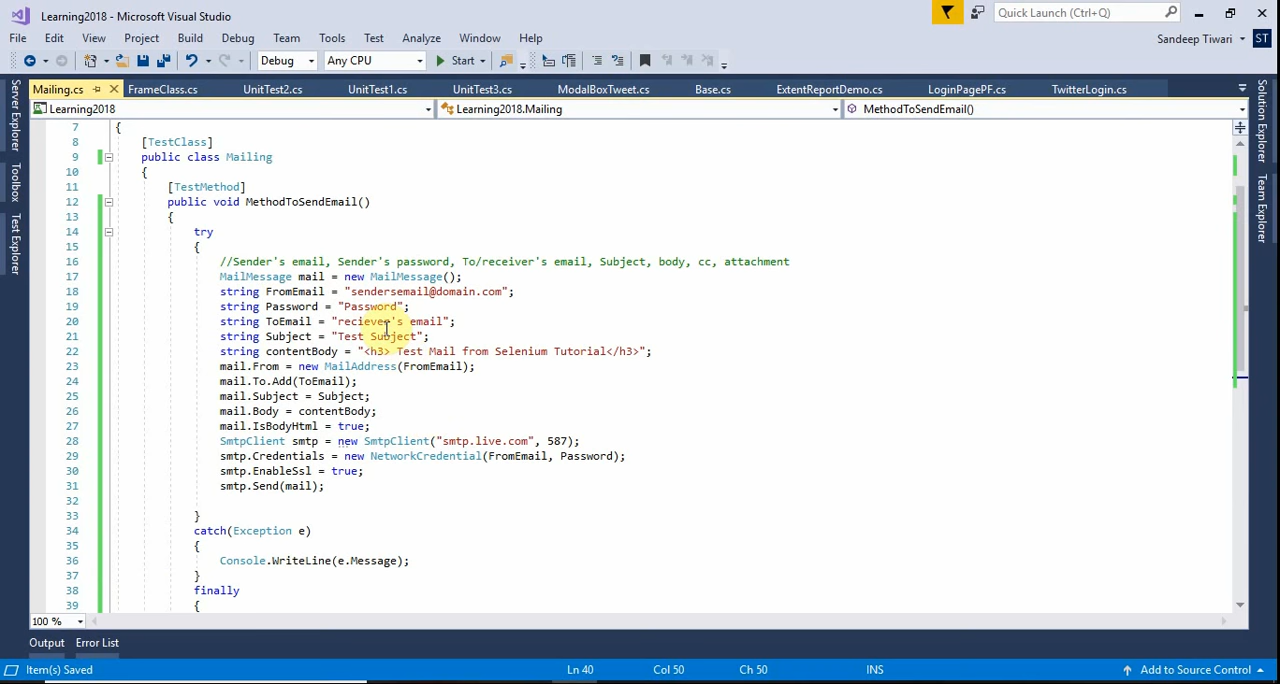 Learning2018 - Microsoft Visual Studio
Quick Launch (Ctrl+Q)
File Edit View Project Build Debug Team Tools Test Analyze Window Help
Sandeep Tiwari ST
Debug Any CPU Start
Mailing.cs FrameClass.cs UnitTest2.cs UnitTest1.cs UnitTest3.cs ModalBoxTweet.cs Base.cs ExtentReportDemo.cs LoginPagePF.cs TwitterLogin.cs
Learning2018 Learning2018.Mailing MethodToSendEmail()
Server Explorer
Toolbox
Test Explorer
Solution Explorer
Team Explorer
7 {
8 [TestClass]
9 public class Mailing
10 {
11 [TestMethod]
12 public void MethodToSendEmail()
13 {
14 try
15 {
16 //Sender's email, Sender's password, To/receiver's email, Subject, body, cc, attachment
17 MailMessage mail = new MailMessage();
18 string FromEmail = "sendersemail@domain.com";
19 string Password = "Password";
20 string ToEmail = "reciever's email";
21 string Subject = "Test Subject";
22 string contentBody = "<h3> Test Mail from Selenium Tutorial</h3>";
23 mail.From = new MailAddress(FromEmail);
24 mail.To.Add(ToEmail);
25 mail.Subject = Subject;
26 mail.Body = contentBody;
27 mail.IsBodyHtml = true;
28 SmtpClient smtp = new SmtpClient("smtp.live.com", 587);
29 smtp.Credentials = new NetworkCredential(FromEmail, Password);
30 smtp.EnableSsl = true;
31 smtp.Send(mail);
32
33 }
34 catch(Exception e)
35 {
36 Console.WriteLine(e.Message);
37 }
38 finally
39 {
100 %
Output Error List
Item(s) Saved Ln 40 Col 50 Ch 50 INS Add to Source Control